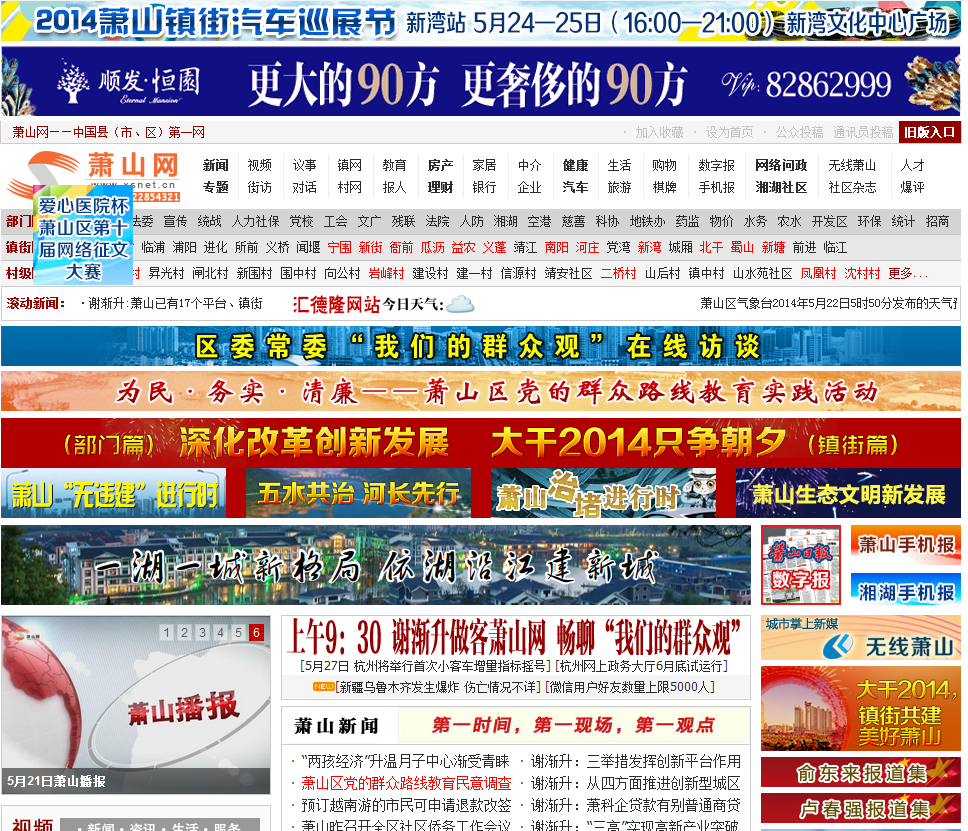 2014萧山镇街汽车巡展节 新湾站 5月24—25日（16:00—21:00）新湾文化中心广场
顺发·恒园 更大的90方 更奢侈的90方 Vip: 82862999
Eternal Mansion
萧山网——中国县（市、区）第一网 · 加入收藏 · 设为首页 · 公众投稿 通讯员投稿 旧版入口
萧山网
www.xsnet.cn
22854321
新闻 视频 议事 镇网 教育 房产 家居 中介 健康 生活 购物 数字报 网络问政 无线萧山 人才
专题 街访 对话 村网 报人 理财 银行 企业 汽车 旅游 棋牌 手机报 湘湖社区 社区杂志 爆评
爱心医院杯
萧山区第十
届网络征文
大赛
部门 法委 宣传 统战 人力社保 党校 工会 文广 残联 法院 人防 湘湖 空港 慈善 科协 地铁办 药监 物价 水务 农水 开发区 环保 统计 招商
镇街 临浦 浦阳 进化 所前 义桥 闻堰 宁围 新街 衙前 瓜沥 益农 义蓬 靖江 南阳 河庄 党湾 新湾 城厢 北干 蜀山 新塘 前进 临江
村级 村 昇光村 闸北村 新围村 围中村 向公村 岩峰村 建设村 建一村 信源村 靖安社区 二桥村 山后村 镇中村 山水苑社区 凤凰村 沈村村 更多...
滚动新闻： · 谢渐升:萧山已有17个平台、镇街 汇德隆网站 今日天气: 萧山区气象台2014年5月22日5时50分发布的天气预
区委常委“我们的群众观”在线访谈
为民·务实·清廉——萧山区党的群众路线教育实践活动
（部门篇） 深化改革创新发展 大干2014只争朝夕 （镇街篇）
萧山“无违建”进行时 五水共治 河长先行 萧山治堵进行时 萧山生态文明新发展
一湖一城新格局 依湖沿江建新城
萧山日报
数字报
萧山手机报
湘湖手机报
1 2 3 4 5 6
萧山播报
5月21日萧山播报
视频 · 新闻 · 资讯 · 生活 · 服务
上午9：30 谢渐升做客萧山网 畅聊“我们的群众观”
[5月27日 杭州将举行首次小客车增量指标摇号] [杭州网上政务大厅6月底试运行]
NEW [新疆乌鲁木齐发生爆炸 伤亡情况不详] [微信用户好友数量上限5000人]
萧山新闻 第一时间，第一现场，第一观点
· “两孩经济”升温月子中心渐受青睐 · 谢渐升：三举措发挥创新平台作用
· 萧山区党的群众路线教育民意调查 · 谢渐升：从四方面推进创新型城区
· 预订越南游的市民可申请退款改签 · 谢渐升：萧科企贷款有别普通商贷
· 萧山昨召开全区社区侨务工作会议 · 谢渐升：“三高”实现高新产业突破
城市掌上新媒
无线萧山
大干2014,
镇街共建
美好萧山
俞东来报道集
卢春强报道集